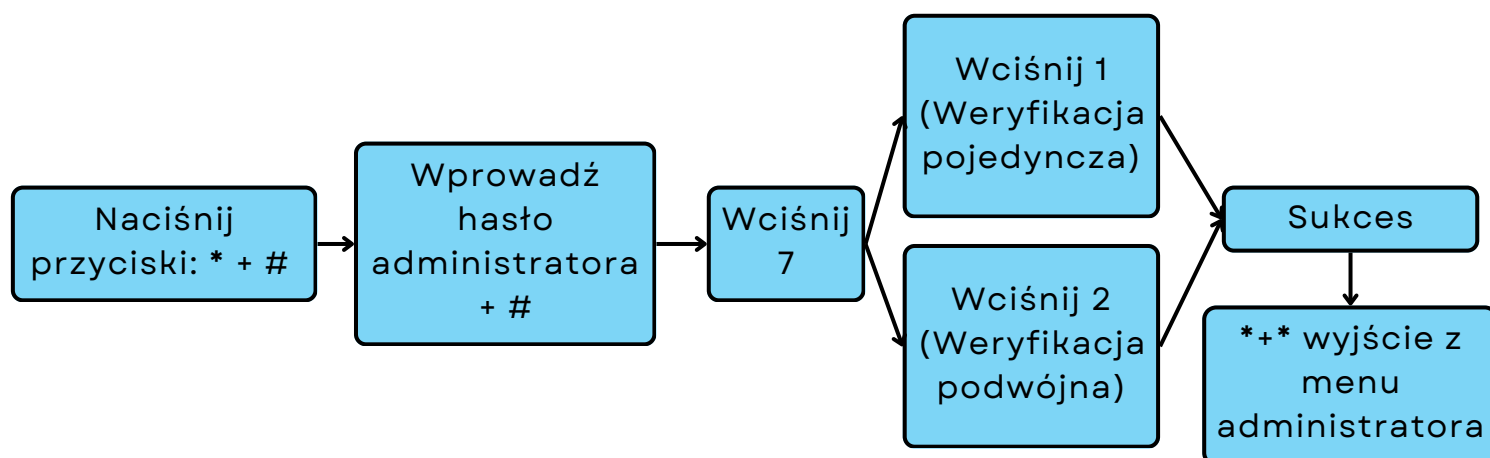 Naciśnij
przyciski: * + #
Wprowadź
hasło
administratora
+ #
Wciśnij
7
Wciśnij 1
(Weryfikacja
pojedyncza)
Wciśnij 2
(Weryfikacja
podwójna)
Sukces
*+* wyjście z
menu
administratora